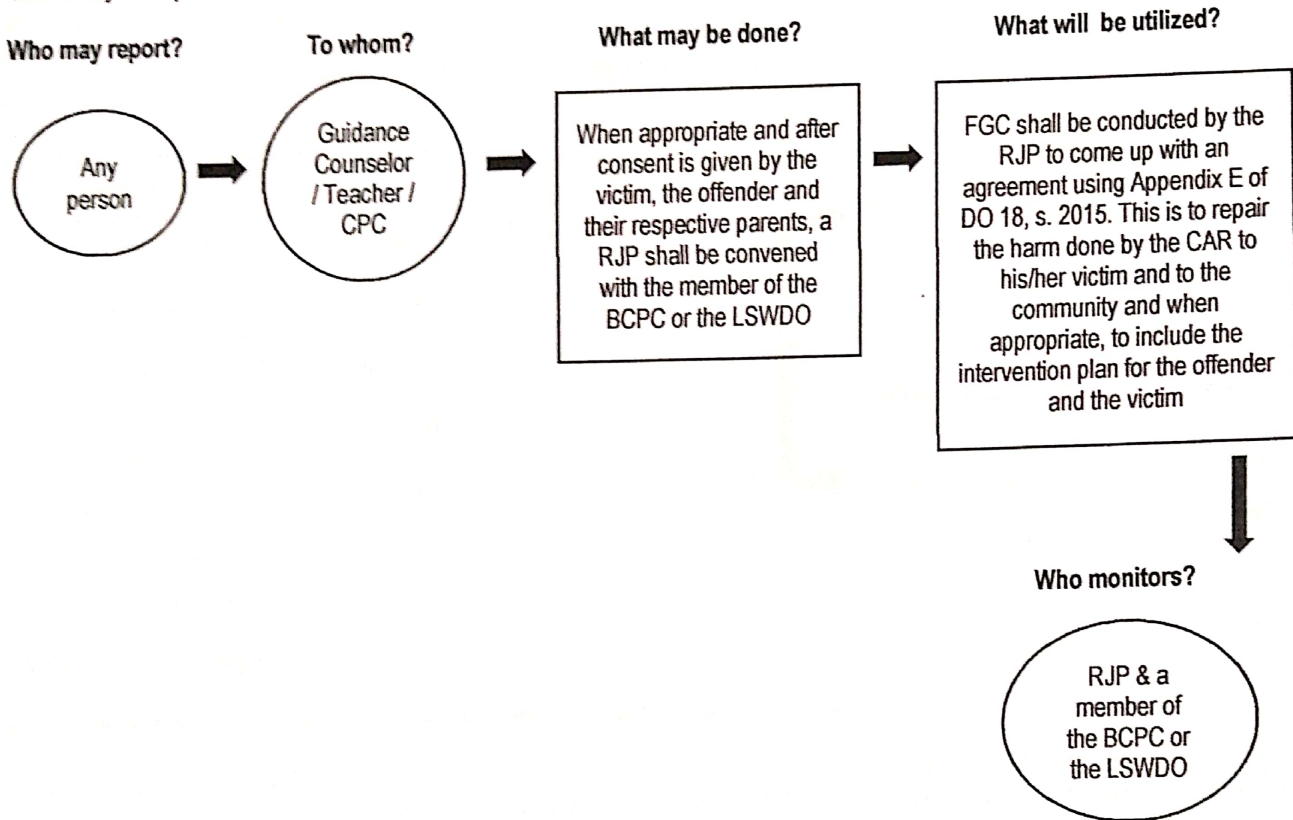 Who may report?
Any
person
To whom?
Guidance
Counselor
/ Teacher /
CPC
What may be done?
When appropriate and after
consent is given by the
victim, the offender and
their respective parents, a
RJP shall be convened
with the member of the
BCPC or the LSWDO
What will be utilized?
FGC shall be conducted by the
RJP to come up with an
agreement using Appendix E of
DO 18, s. 2015. This is to repair
the harm done by the CAR to
his/her victim and to the
community and when
appropriate, to include the
intervention plan for the offender
and the victim
Who monitors?
RJP & a
member of
the BCPC or
the LSWDO